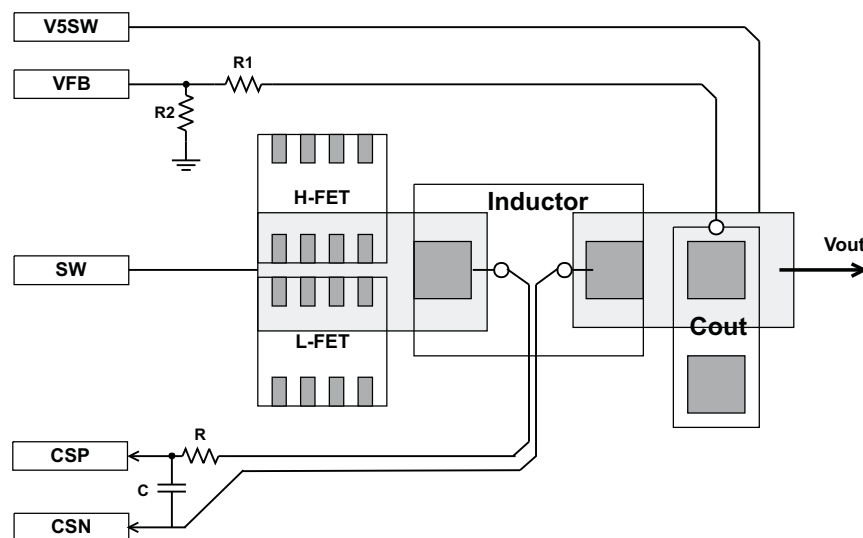 V5SW
VFB
R1
R2
H-FET
Inductor
SW
Vout
L-FET
Cout
CSP
R
C
CSN